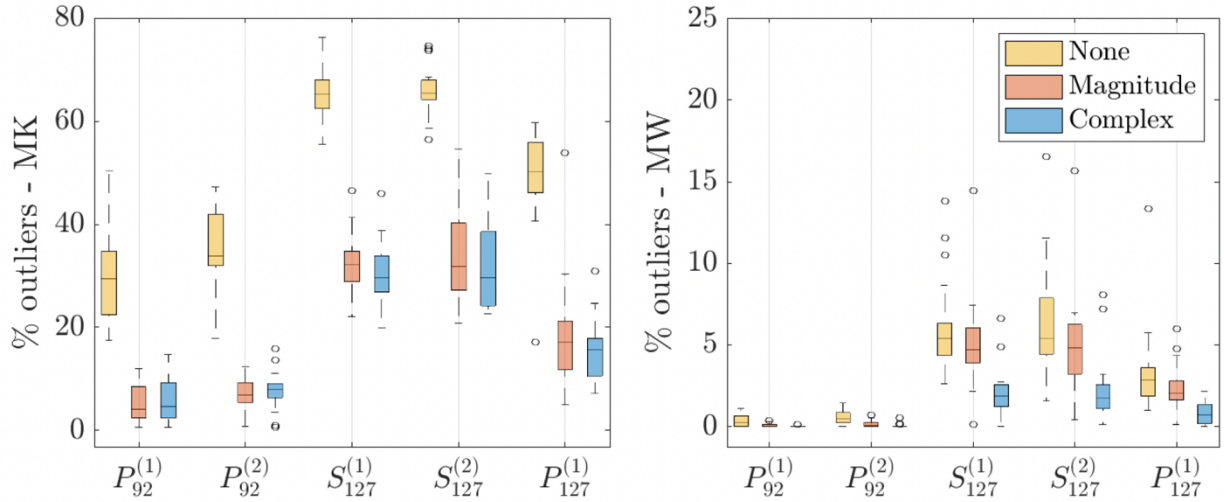 % outliers - MK
80
60
40
20
0
P_{92}^{(1)} P_{92}^{(2)} S_{127}^{(1)} S_{127}^{(2)} P_{127}^{(1)}
% outliers - MW
25
20
15
10
5
0
P_{92}^{(1)} P_{92}^{(2)} S_{127}^{(1)} S_{127}^{(2)} P_{127}^{(1)}
None
Magnitude
Complex